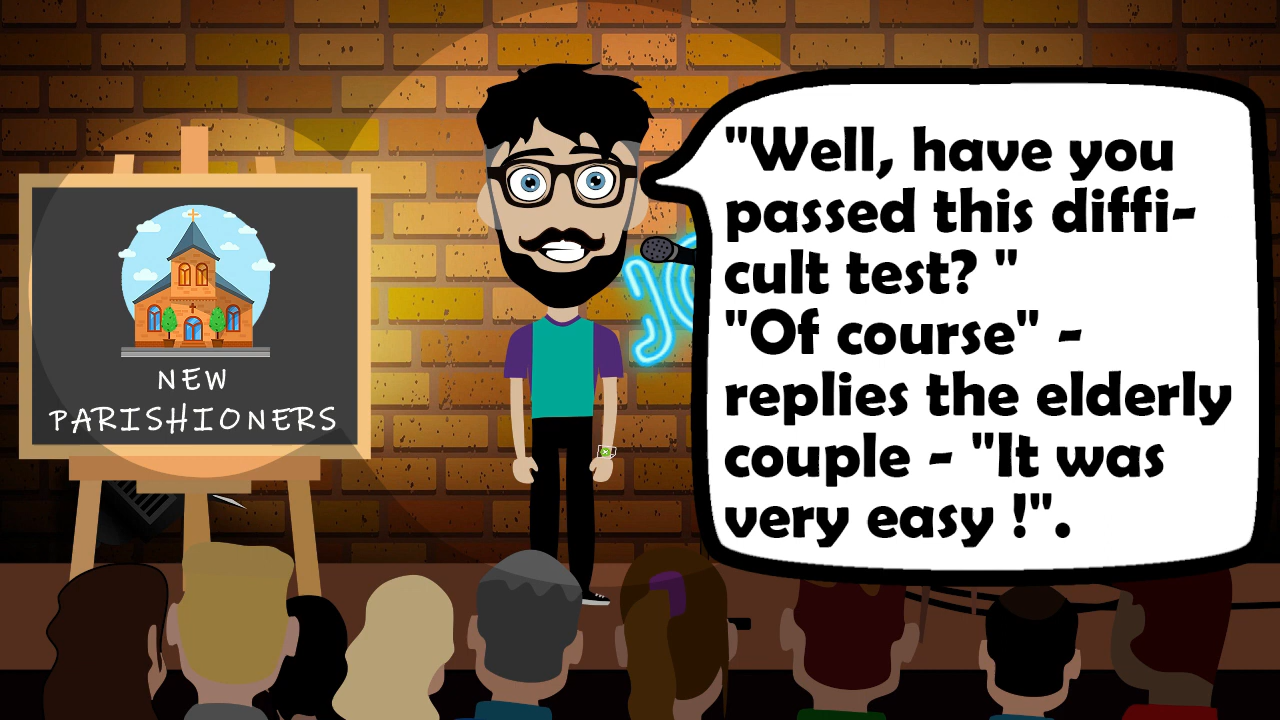 NEW
PARISHIONERS
"Well, have you
passed this diffi-
cult test? "
"Of course" -
replies the elderly
couple - "It was
very easy !".